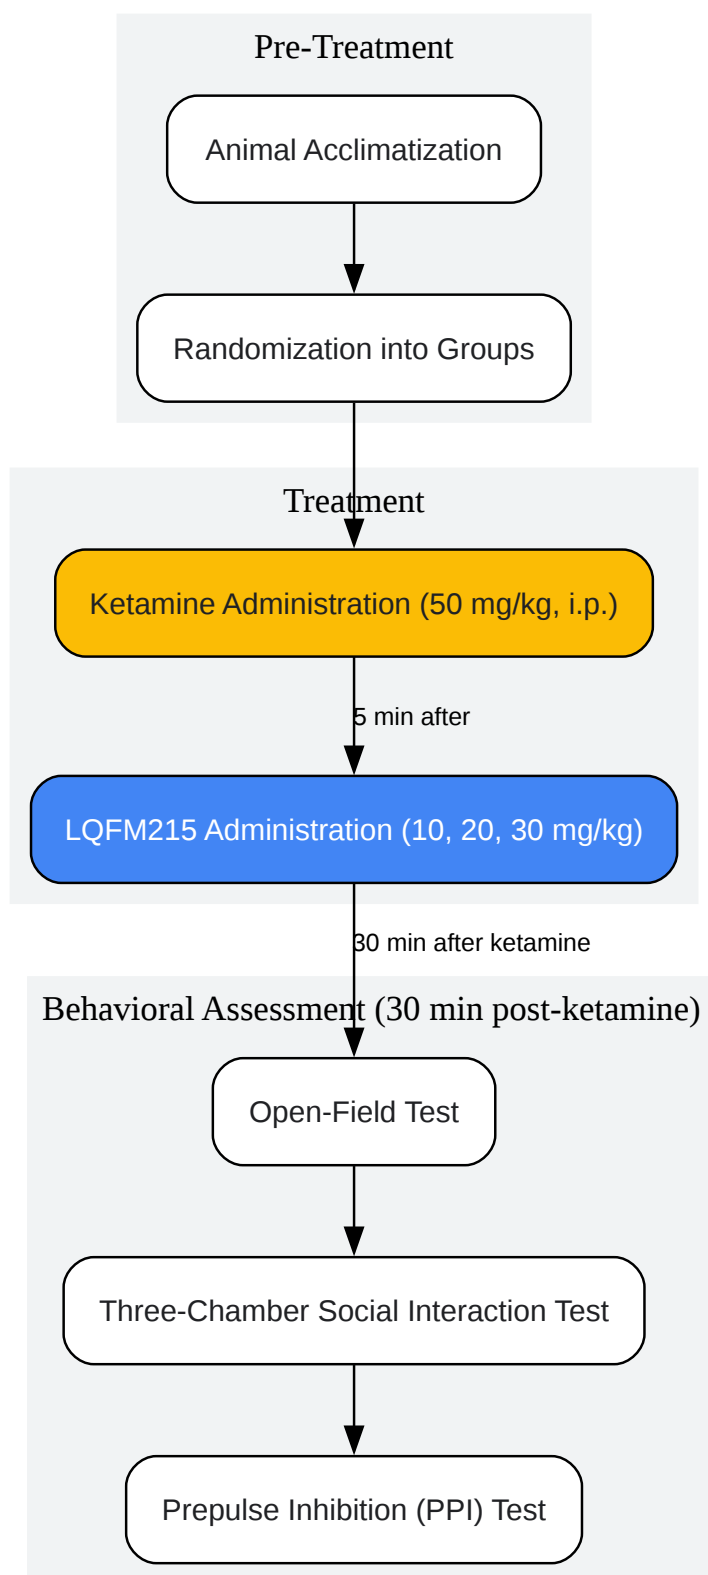 Pre-Treatment
Animal Acclimatization
Randomization into Groups
Treatment
Ketamine Administration (50 mg/kg, i.p.)
5 min after
LQFM215 Administration (10, 20, 30 mg/kg)
30 min after ketamine
Behavioral Assessment (30 min post-ketamine)
Open-Field Test
Three-Chamber Social Interaction Test
Prepulse Inhibition (PPI) Test